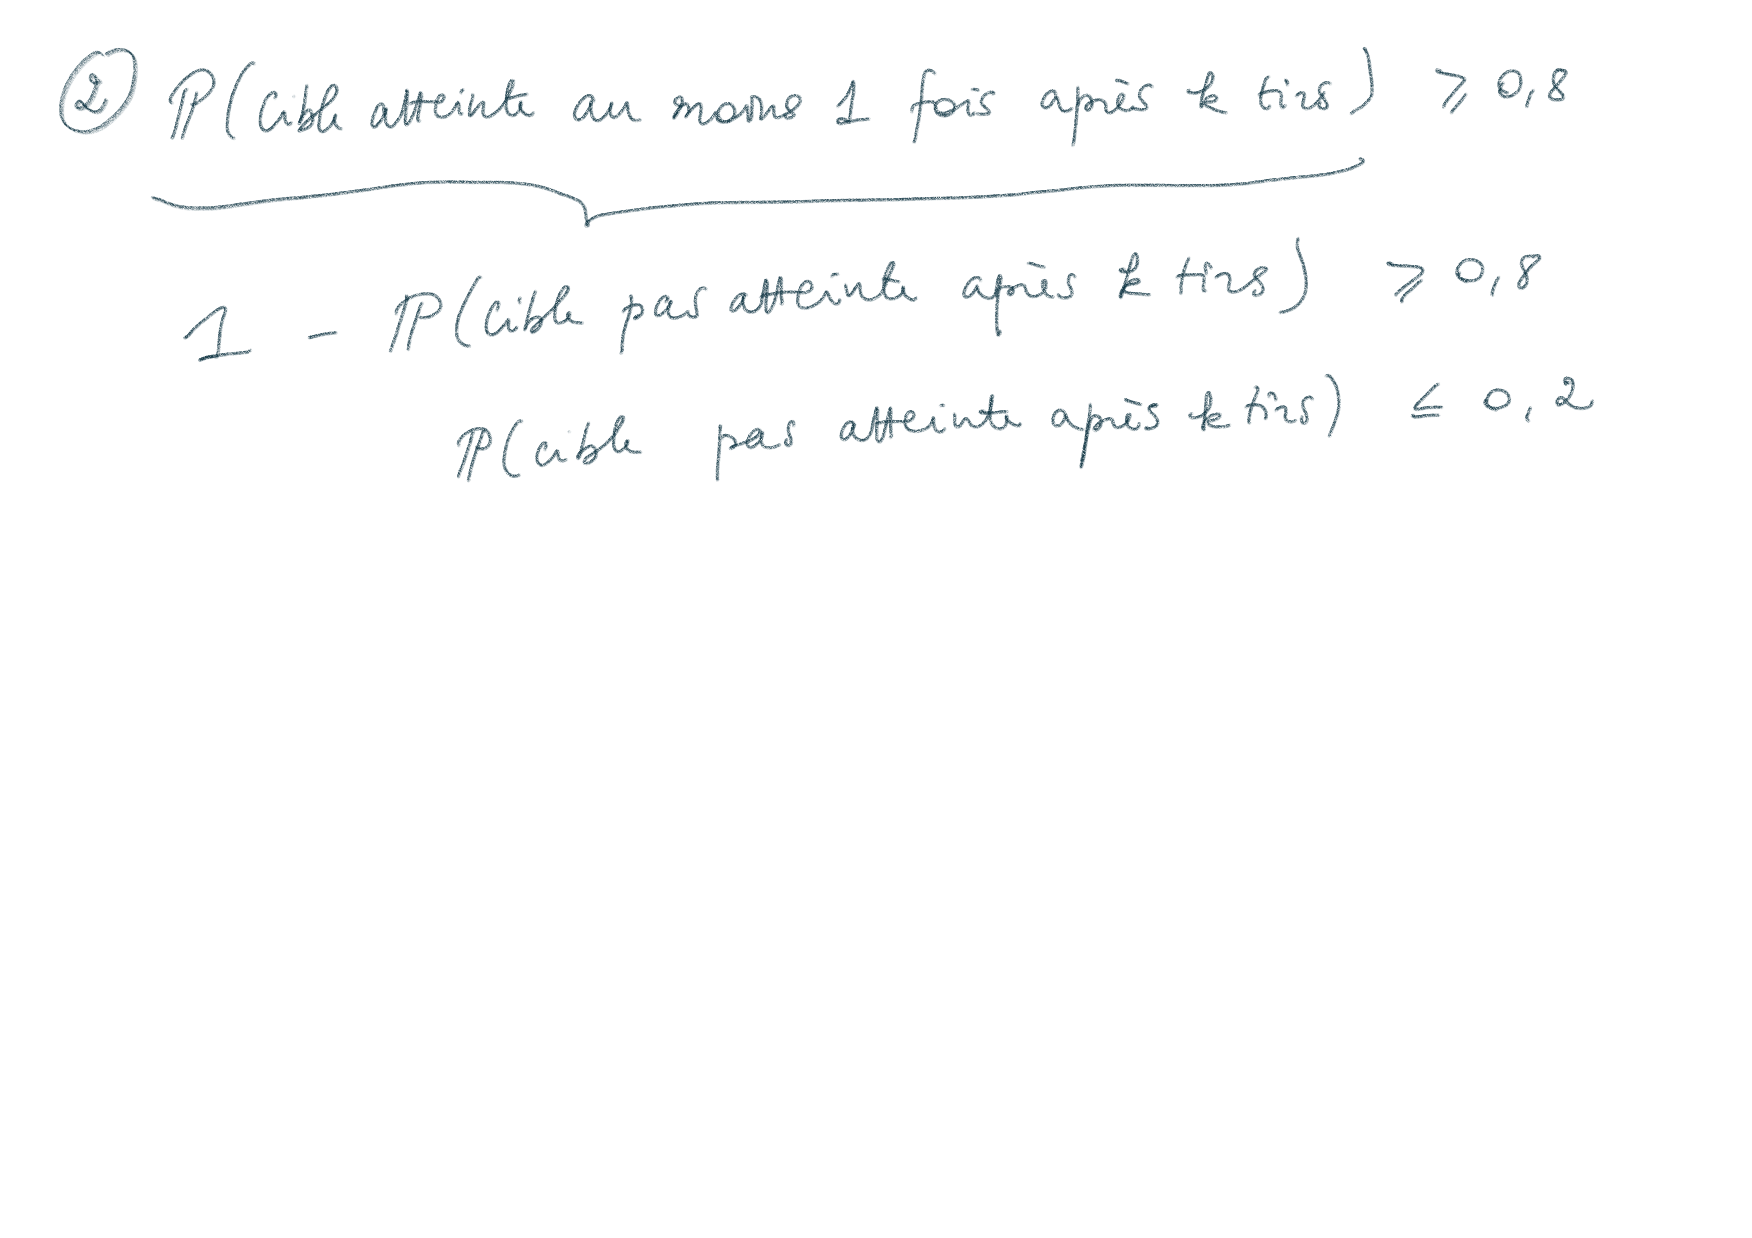 ② ℙ(cible atteinte au moins 1 fois après k tirs) ⩾ 0,8
1 - ℙ(cible pas atteinte après k tirs) ⩾ 0,8
ℙ(cible pas atteinte après k tirs) ≤ 0,2